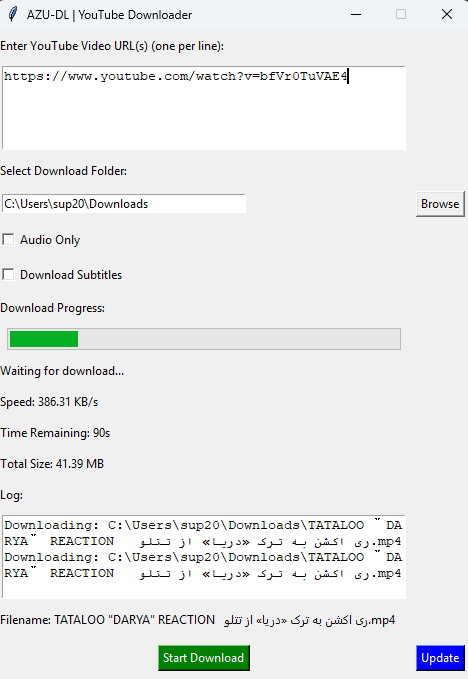 AZU-DL | YouTube Downloader
Enter YouTube Video URL(s) (one per line):
https://www.youtube.com/watch?v=bfVr0TuVAE4
Select Download Folder:
C:\Users\sup20\Downloads
Browse
Audio Only
Download Subtitles
Download Progress:
Waiting for download...
Speed: 386.31 KB/s
Time Remaining: 90s
Total Size: 41.39 MB
Log:
Downloading: C:\Users\sup20\Downloads\TATALOO ＂DA
RYA＂ REACTION ری اکشن به ترک «دریا» از تتلو.mp4
Downloading: C:\Users\sup20\Downloads\TATALOO ＂DA
RYA＂ REACTION ری اکشن به ترک «دریا» از تتلو.mp4
Filename: TATALOO "DARYA" REACTION ری اکشن به ترک «دریا» از تتلو.mp4
Start Download
Update